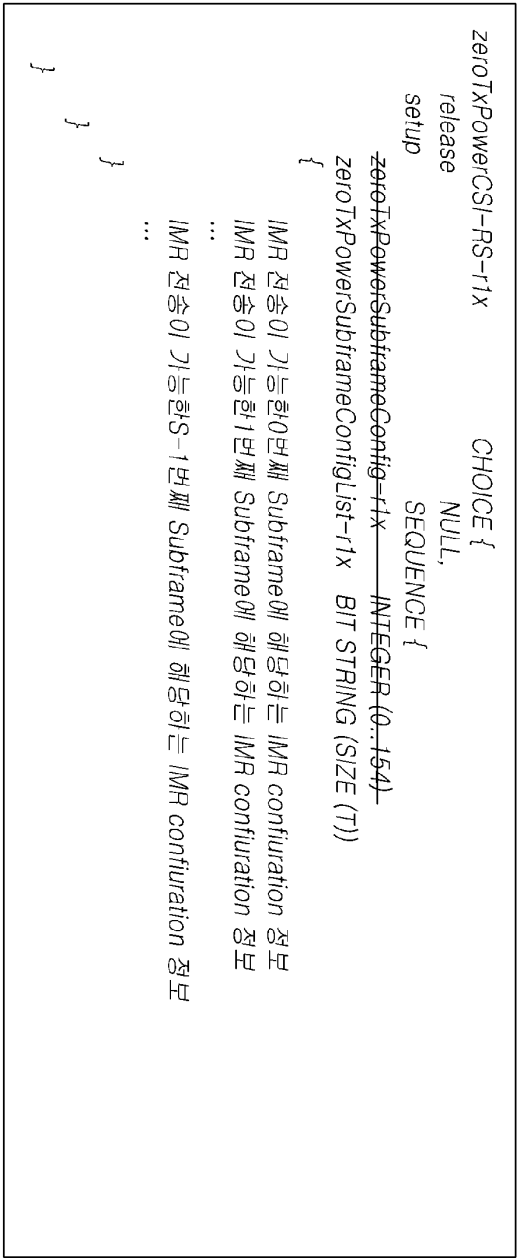 zeroTxPowerCSI-RS-r1x CHOICE {
release NULL,
setup SEQUENCE {
zeroTxPowerSubframeConfig-r1x INTEGER (0..154)
zeroTxPowerSubframeConfigList-r1x BIT STRING (SIZE (T))
{
IMR 전송이 가능한0번째 Subframe에 해당하는 IMR confiuration 정보
IMR 전송이 가능한1번째 Subframe에 해당하는 IMR confiuration 정보
...
IMR 전송이 가능한S-1번째 Subframe에 해당하는 IMR confiuration 정보
...
}
}
}